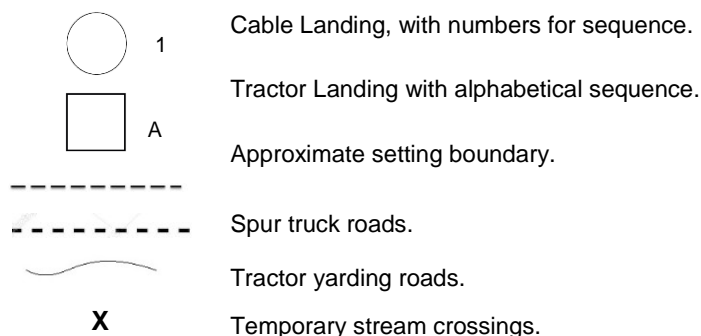 1 Cable Landing, with numbers for sequence.
A Tractor Landing with alphabetical sequence.
Approximate setting boundary.
Spur truck roads.
Tractor yarding roads.
X Temporary stream crossings.